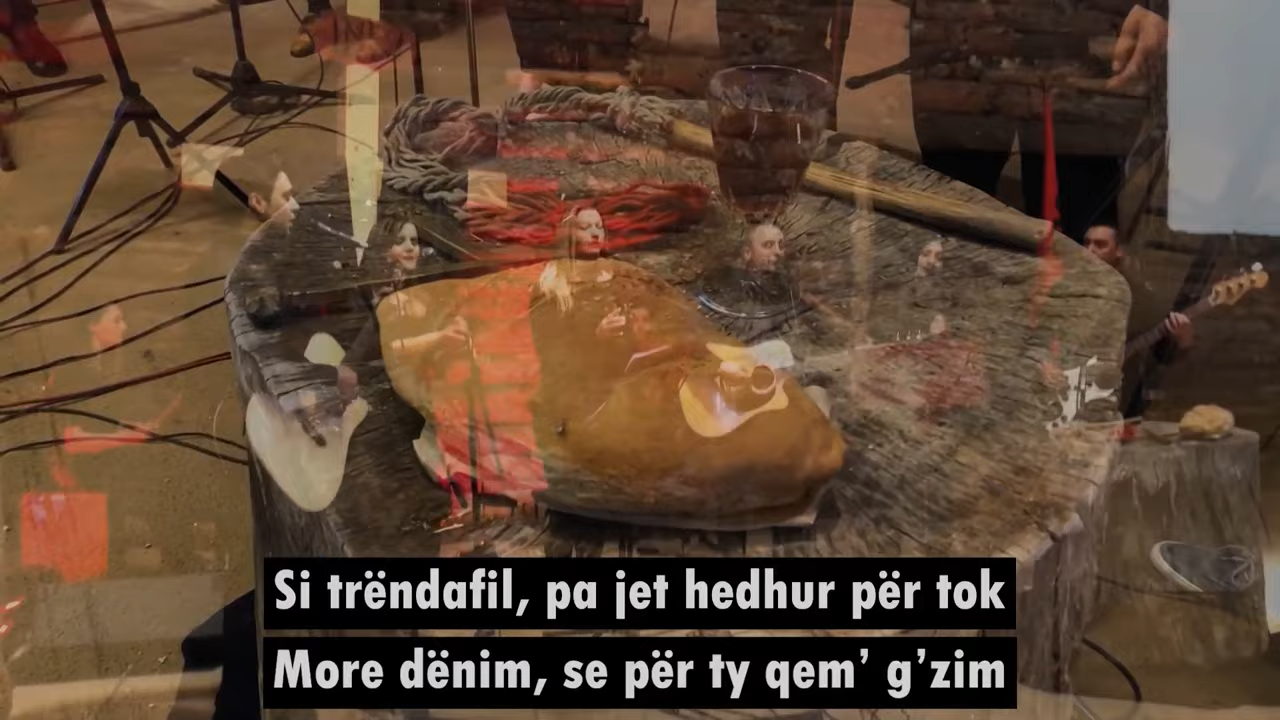 Si trëndafil, pa jet hedhur për tok
More dënim, se për ty qem’ g’zim